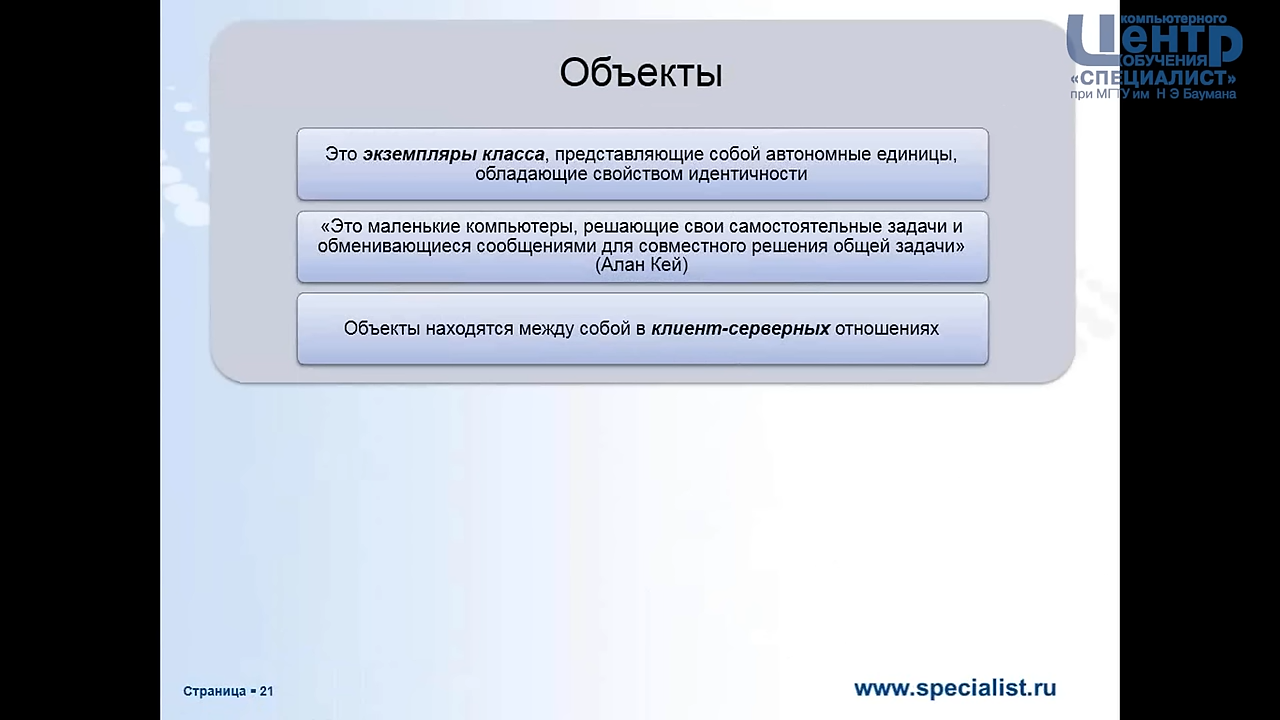 компьютерного
Центр
ОБУЧЕНИЯ
«СПЕЦИАЛИСТ»
при МГТУ им Н Э Баумана
Объекты
Это экземпляры класса, представляющие собой автономные единицы,
обладающие свойством идентичности
«Это маленькие компьютеры, решающие свои самостоятельные задачи и
обменивающиеся сообщениями для совместного решения общей задачи»
(Алан Кей)
Объекты находятся между собой в клиент-серверных отношениях
Страница ▪ 21
www.specialist.ru